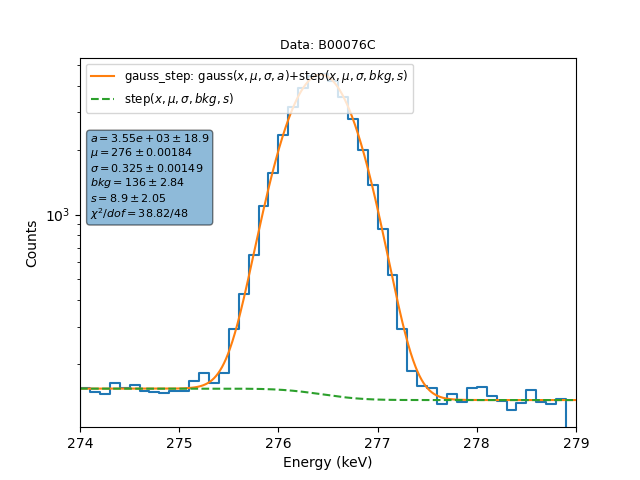 Data: B00076C
gauss_step: gauss(x, μ, σ, a)+step(x, μ, σ, bkg, s)
step(x, μ, σ, bkg, s)
a = 3.55e + 03 ± 18.9
μ = 276 ± 0.00184
σ = 0.325 ± 0.00149
bkg = 136 ± 2.84
s = 8.9 ± 2.05
χ²/dof = 38.82/48
10³
Counts
274 275 276 277 278 279
Energy (keV)